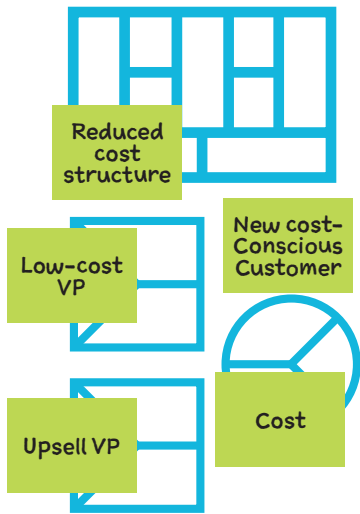 Reduced
cost
structure
New cost-
Conscious
Customer
Low-cost
VP
Cost
Upsell VP